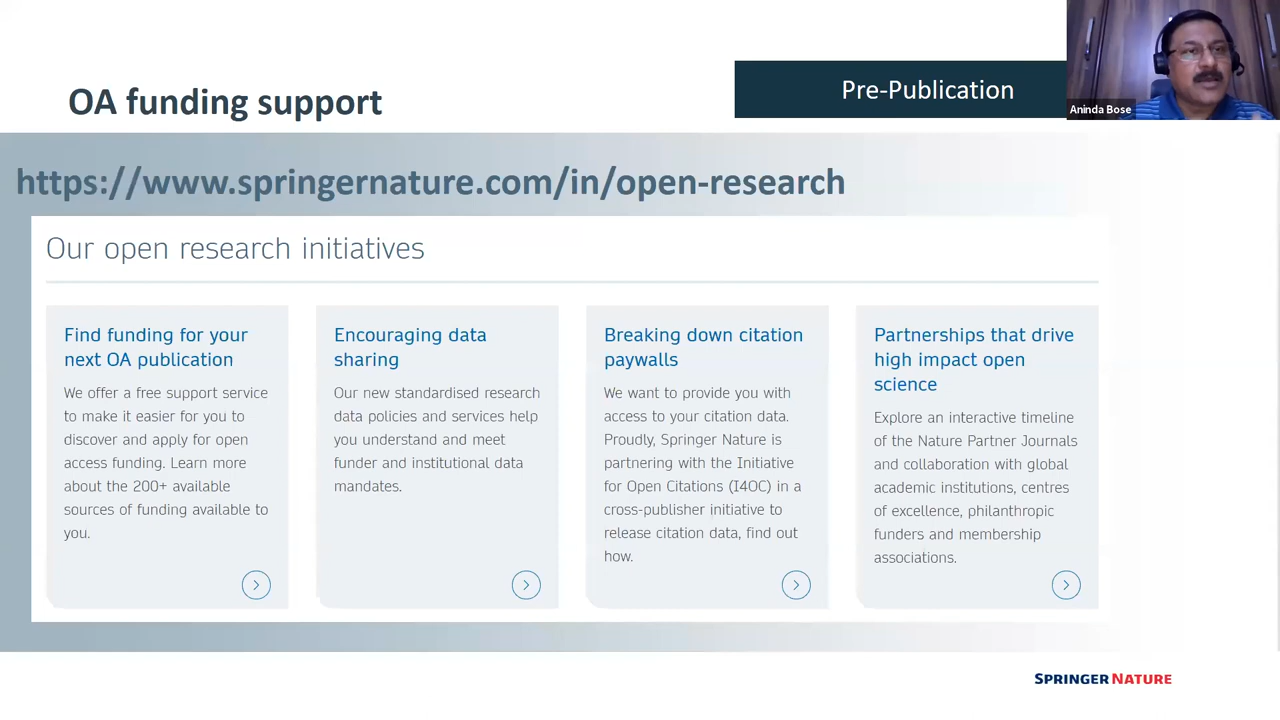 OA funding support
Pre-Publication
Aninda Bose
https://www.springernature.com/in/open-research
Our open research initiatives
Find funding for your
next OA publication
We offer a free support service
to make it easier for you to
discover and apply for open
access funding. Learn more
about the 200+ available
sources of funding available to
you.
Encouraging data
sharing
Our new standardised research
data policies and services help
you understand and meet
funder and institutional data
mandates.
Breaking down citation
paywalls
We want to provide you with
access to your citation data.
Proudly, Springer Nature is
partnering with the Initiative
for Open Citations (I4OC) in a
cross-publisher initiative to
release citation data, find out
how.
Partnerships that drive
high impact open
science
Explore an interactive timeline
of the Nature Partner Journals
and collaboration with global
academic institutions, centres
of excellence, philanthropic
funders and membership
associations.
SPRINGER NATURE